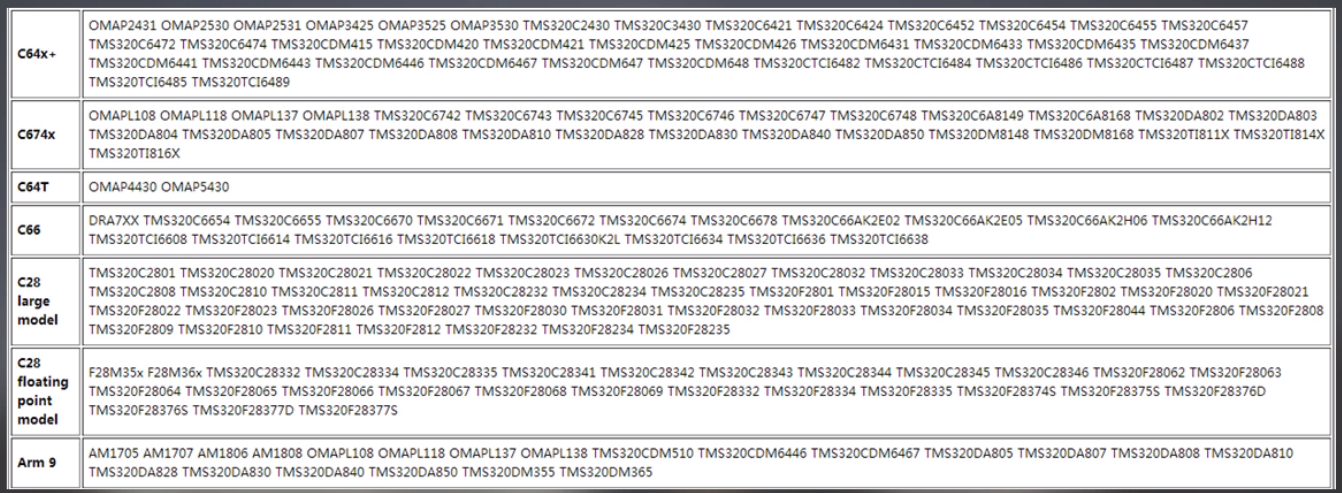 C64x+
OMAP2431 OMAP2530 OMAP2531 OMAP3425 OMAP3525 OMAP3530 TMS320C2430 TMS320C3430 TMS320C6421 TMS320C6424 TMS320C6452 TMS320C6454 TMS320C6455 TMS320C6457
TMS320C6472 TMS320C6474 TMS320CDM415 TMS320CDM420 TMS320CDM421 TMS320CDM425 TMS320CDM426 TMS320CDM6431 TMS320CDM6433 TMS320CDM6435 TMS320CDM6437
TMS320CDM6441 TMS320CDM6443 TMS320CDM6446 TMS320CDM6467 TMS320CDM647 TMS320CDM648 TMS320CTCI6482 TMS320CTCI6484 TMS320CTCI6486 TMS320CTCI6487 TMS320CTCI6488
TMS320TCI6485 TMS320TCI6489
C674x
OMAPL108 OMAPL118 OMAPL137 OMAPL138 TMS320C6742 TMS320C6743 TMS320C6745 TMS320C6746 TMS320C6747 TMS320C6748 TMS320C6A8149 TMS320C6A8168 TMS320DA802 TMS320DA803
TMS320DA804 TMS320DA805 TMS320DA807 TMS320DA808 TMS320DA810 TMS320DA828 TMS320DA830 TMS320DA840 TMS320DA850 TMS320DM8148 TMS320DM8168 TMS320TI811X TMS320TI814X
TMS320TI816X
C64T
OMAP4430 OMAP5430
C66
DRA7XX TMS320C6654 TMS320C6655 TMS320C6670 TMS320C6671 TMS320C6672 TMS320C6674 TMS320C6678 TMS320C66AK2E02 TMS320C66AK2E05 TMS320C66AK2H06 TMS320C66AK2H12
TMS320TCI6608 TMS320TCI6614 TMS320TCI6616 TMS320TCI6618 TMS320TCI6630K2L TMS320TCI6634 TMS320TCI6636 TMS320TCI6638
C28
large
model
TMS320C2801 TMS320C28020 TMS320C28021 TMS320C28022 TMS320C28023 TMS320C28026 TMS320C28027 TMS320C28032 TMS320C28033 TMS320C28034 TMS320C28035 TMS320C2806
TMS320C2808 TMS320C2810 TMS320C2811 TMS320C2812 TMS320C28232 TMS320C28234 TMS320C28235 TMS320F2801 TMS320F28015 TMS320F28016 TMS320F2802 TMS320F28020 TMS320F28021
TMS320F28022 TMS320F28023 TMS320F28026 TMS320F28027 TMS320F28030 TMS320F28031 TMS320F28032 TMS320F28033 TMS320F28034 TMS320F28035 TMS320F28044 TMS320F2806 TMS320F2808
TMS320F2809 TMS320F2810 TMS320F2811 TMS320F2812 TMS320F28232 TMS320F28234 TMS320F28235
C28
floating
point
model
F28M35x F28M36x TMS320C28332 TMS320C28334 TMS320C28335 TMS320C28341 TMS320C28342 TMS320C28343 TMS320C28344 TMS320C28345 TMS320C28346 TMS320F28062 TMS320F28063
TMS320F28064 TMS320F28065 TMS320F28066 TMS320F28067 TMS320F28068 TMS320F28069 TMS320F28332 TMS320F28334 TMS320F28335 TMS320F28374S TMS320F28375S TMS320F28376D
TMS320F28376S TMS320F28377D TMS320F28377S
Arm 9
AM1705 AM1707 AM1806 AM1808 OMAPL108 OMAPL118 OMAPL137 OMAPL138 TMS320CDM510 TMS320CDM6446 TMS320CDM6467 TMS320DA805 TMS320DA807 TMS320DA808 TMS320DA810
TMS320DA828 TMS320DA830 TMS320DA840 TMS320DA850 TMS320DM355 TMS320DM365